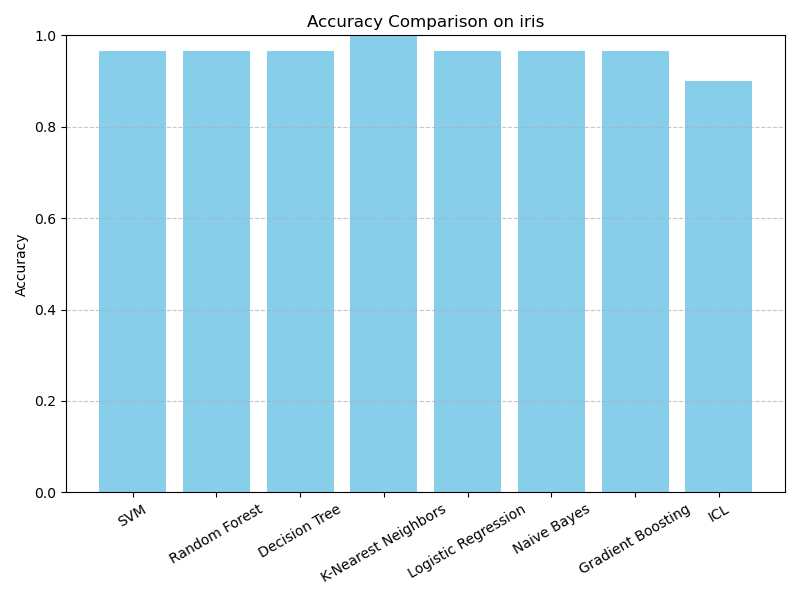 Accuracy Comparison on iris
1.0
0.8
0.6
0.4
0.2
0.0
Accuracy
SVM
Random Forest
Decision Tree
K-Nearest Neighbors
Logistic Regression
Naive Bayes
Gradient Boosting
ICL